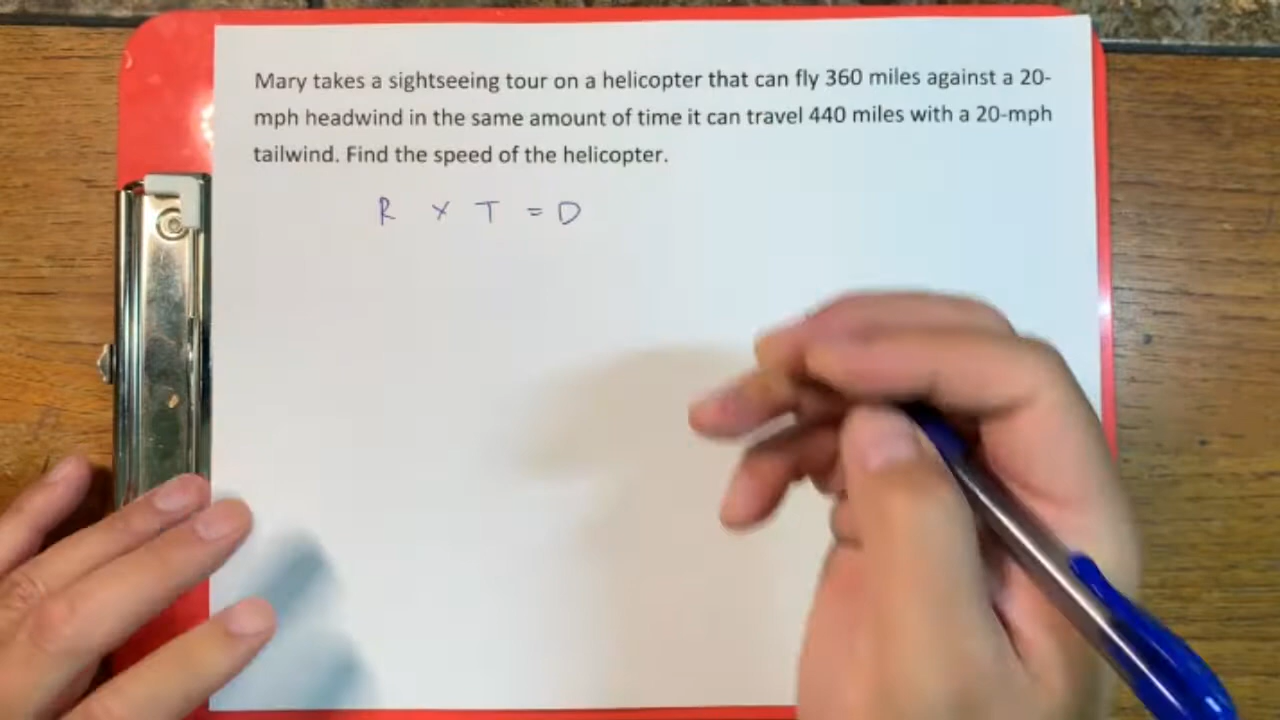 Mary takes a sightseeing tour on a helicopter that can fly 360 miles against a 20-
mph headwind in the same amount of time it can travel 440 miles with a 20-mph
tailwind. Find the speed of the helicopter.
R × T = D